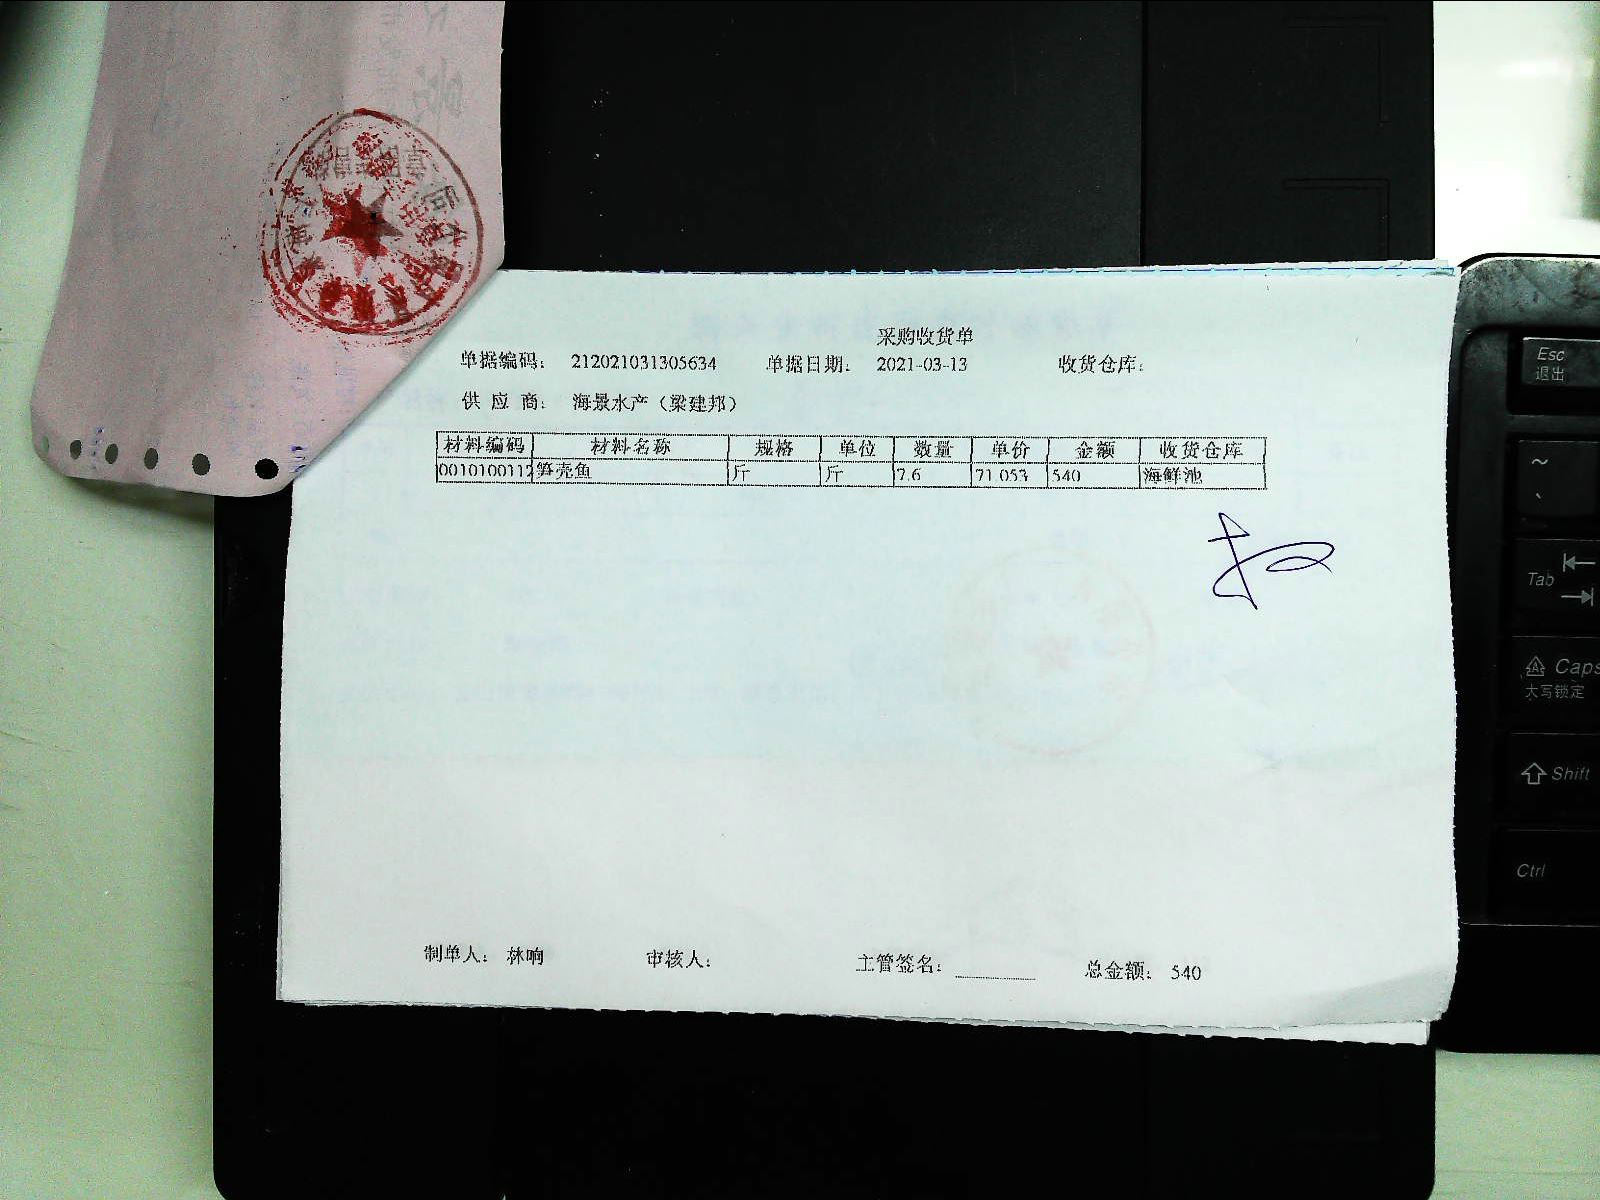 采购收货单
单据编码： 212021031305634 单据日期： 2021-03-13 收货仓库：
供 应 商： 海景水产（梁建邦）
材料编码 材料名称 规格 单位 数量 单价 金额 收货仓库
0010100112 笋壳鱼 斤 斤 7.6 71.053 540 海鲜池
制单人： 林响 审核人： 主管签名： 总金额： 540
Esc
退出
~
、
Tab
Caps
大写锁定
Shift
Ctrl